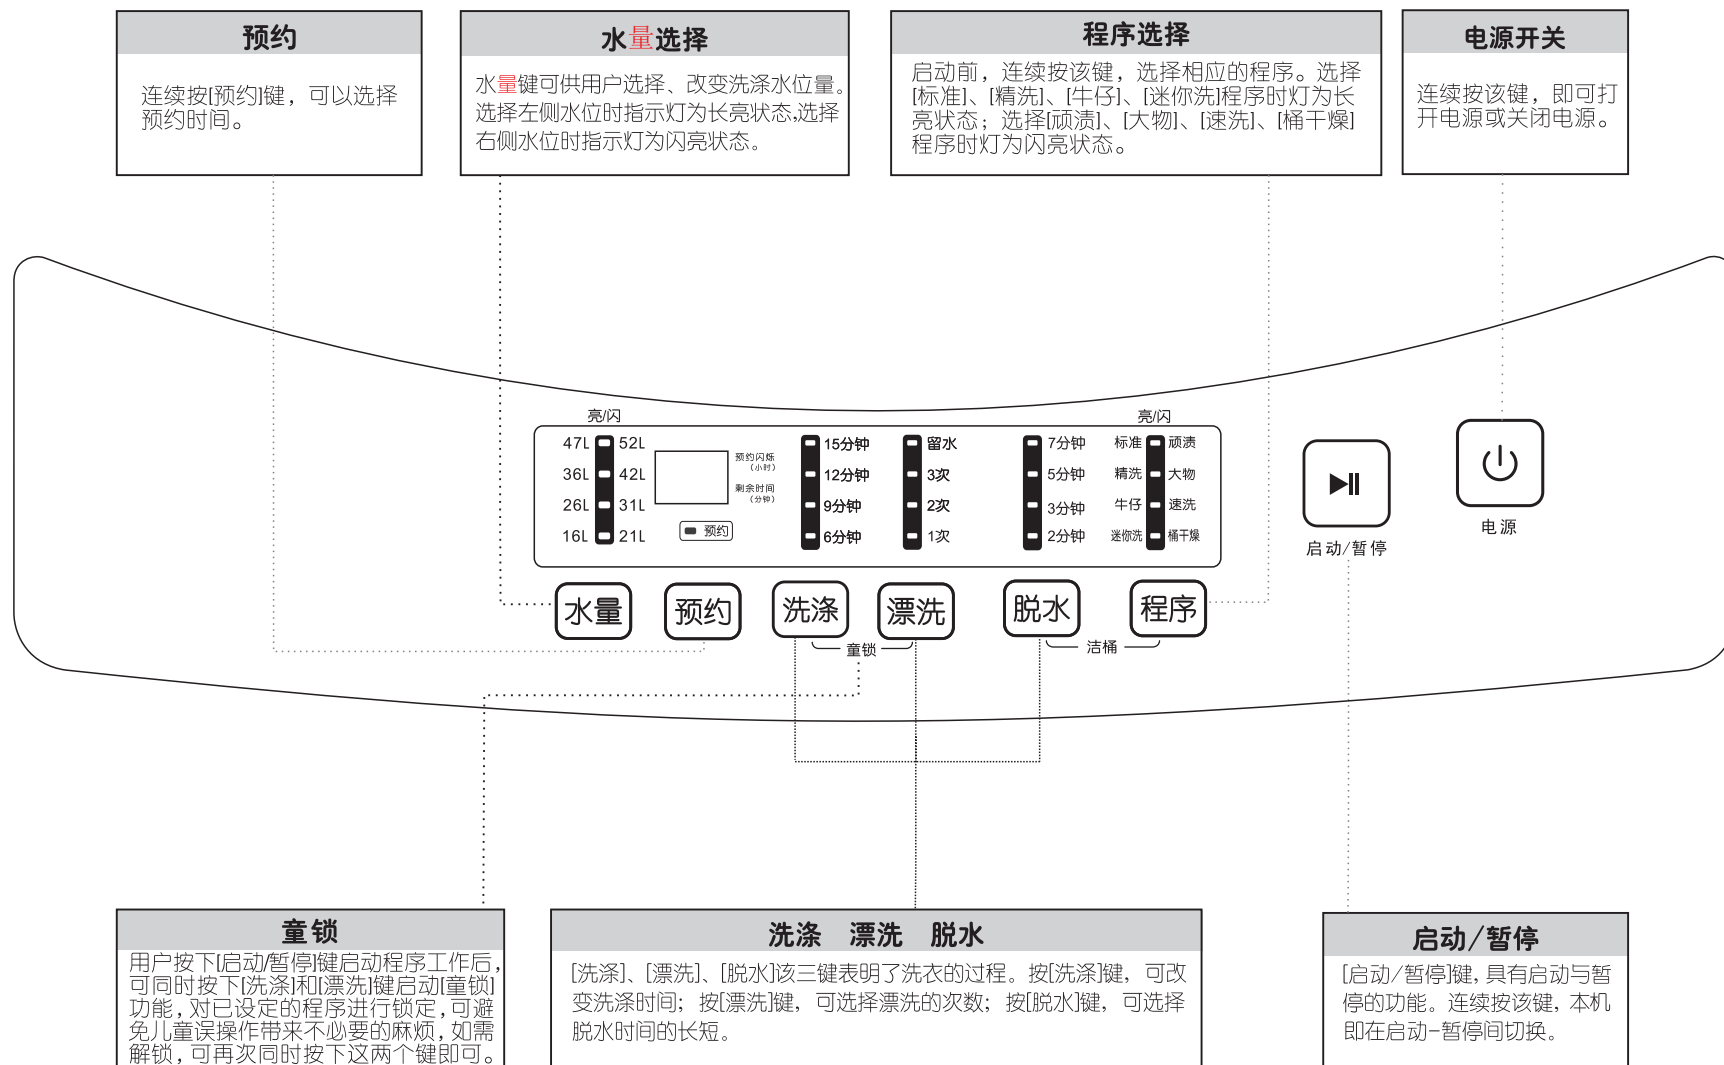 预约
连续按[预约]键，可以选择
预约时间。
水量选择
水量键可供用户选择、改变洗涤水位量。
选择左侧水位时指示灯为长亮状态,选择
右侧水位时指示灯为闪亮状态。
程序选择
启动前，连续按该键，选择相应的程序。选择
[标准]、[精洗]、[牛仔]、[迷你洗]程序时灯为长
亮状态；选择[顽渍]、[大物]、[速洗]、[桶干燥]
程序时灯为闪亮状态。
电源开关
连续按该键，即可打
开电源或关闭电源。
亮/闪
47L 52L
36L 42L
26L 31L
16L 21L
预约闪烁
（小时）
剩余时间
（分钟）
预约
15分钟
12分钟
9分钟
6分钟
留水
3次
2次
1次
7分钟
5分钟
3分钟
2分钟
亮/闪
标准 顽渍
精洗 大物
牛仔 速洗
迷你洗 桶干燥
启动/暂停
电源
水量 预约 洗涤 漂洗 脱水 程序
童锁 洁桶
童锁
用户按下[启动/暂停]键启动程序工作后，
可同时按下[洗涤]和[漂洗]键启动[童锁]
功能，对已设定的程序进行锁定，可避
免儿童误操作带来不必要的麻烦，如需
解锁，可再次同时按下这两个键即可。
洗涤 漂洗 脱水
[洗涤]、[漂洗]、[脱水]该三键表明了洗衣的过程。按[洗涤]键，可改
变洗涤时间；按[漂洗]键，可选择漂洗的次数；按[脱水]键，可选择
脱水时间的长短。
启动/暂停
[启动/暂停]键，具有启动与暂
停的功能。连续按该键，本机
即在启动-暂停间切换。